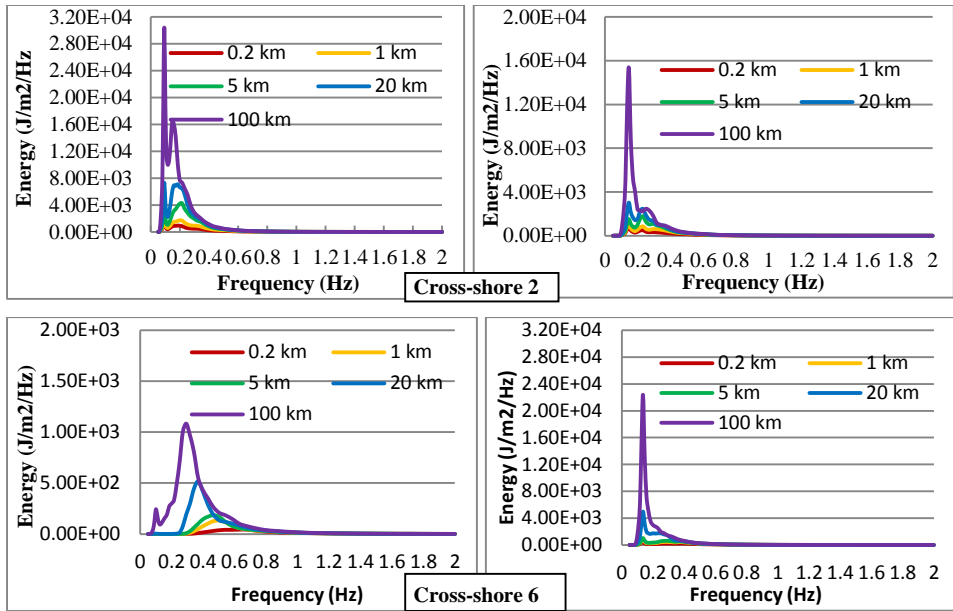 Energy (J/m2/Hz
3.20E+04
2.80E+04
2.40E+04
2.00E+04
1.60E+04
1.20E+04
8.00E+03
4.00E+03
0.00E+00
0.2 km 1 km
5 km 20 km
100 km
0 0.2 0.4 0.6 0.8 1 1.2 1.4 1.6 1.8 2
Frequency (Hz)
Energy (J/m2/Hz)
2.00E+04
1.60E+04
1.20E+04
8.00E+03
4.00E+03
0.00E+00
0.2 km 1 km
5 km 20 km
100 km
0 0.2 0.4 0.6 0.8 1 1.2 1.4 1.6 1.8 2
Frequency (Hz)
Cross-shore 2
Energy (J/m2/Hz)
2.00E+03
1.50E+03
1.00E+03
5.00E+02
0.00E+00
0.2 km 1 km
5 km 20 km
100 km
0 0.2 0.4 0.6 0.8 1 1.2 1.4 1.6 1.8 2
Frequency (Hz)
Energy (J/m2/Hz)
3.20E+04
2.80E+04
2.40E+04
2.00E+04
1.60E+04
1.20E+04
8.00E+03
4.00E+03
0.00E+00
0.2 km 1 km
5 km 20 km
100 km
0 0.2 0.4 0.6 0.8 1 1.2 1.4 1.6 1.8 2
Frequency (Hz)
Cross-shore 6